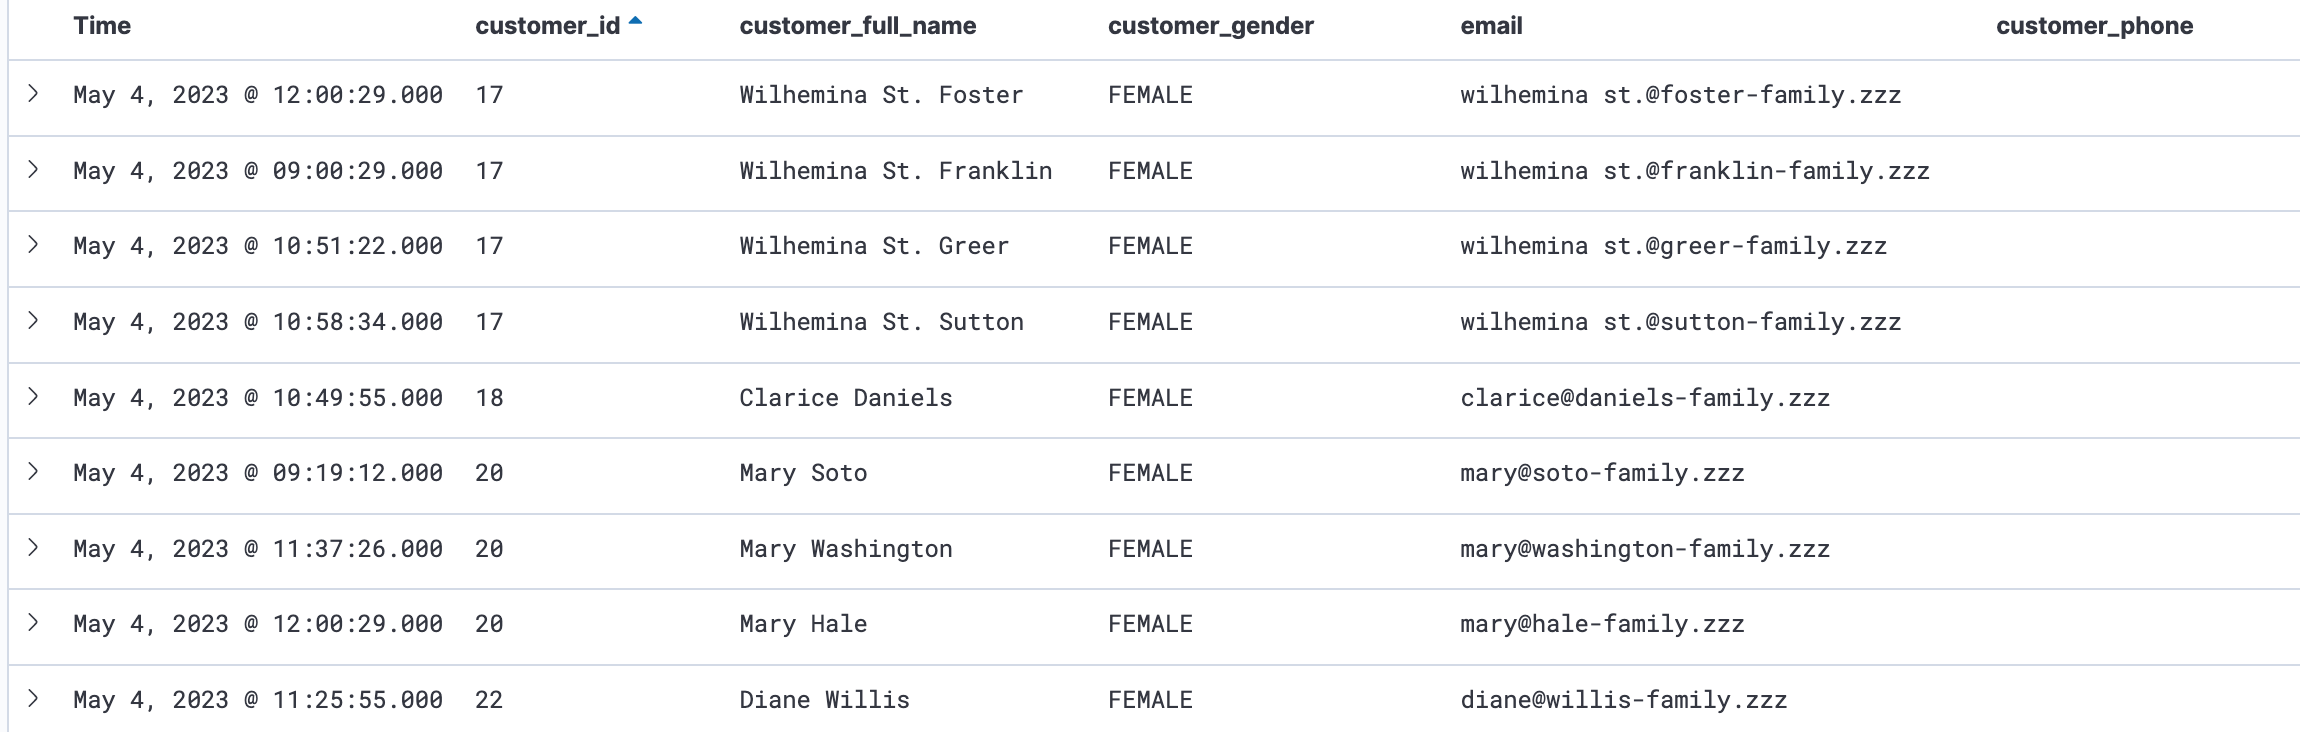 Time customer_id customer_full_name customer_gender email customer_phone
May 4, 2023 @ 12:00:29.000 17 Wilhemina St. Foster FEMALE wilhemina st.@foster-family.zzz
May 4, 2023 @ 09:00:29.000 17 Wilhemina St. Franklin FEMALE wilhemina st.@franklin-family.zzz
May 4, 2023 @ 10:51:22.000 17 Wilhemina St. Greer FEMALE wilhemina st.@greer-family.zzz
May 4, 2023 @ 10:58:34.000 17 Wilhemina St. Sutton FEMALE wilhemina st.@sutton-family.zzz
May 4, 2023 @ 10:49:55.000 18 Clarice Daniels FEMALE clarice@daniels-family.zzz
May 4, 2023 @ 09:19:12.000 20 Mary Soto FEMALE mary@soto-family.zzz
May 4, 2023 @ 11:37:26.000 20 Mary Washington FEMALE mary@washington-family.zzz
May 4, 2023 @ 12:00:29.000 20 Mary Hale FEMALE mary@hale-family.zzz
May 4, 2023 @ 11:25:55.000 22 Diane Willis FEMALE diane@willis-family.zzz